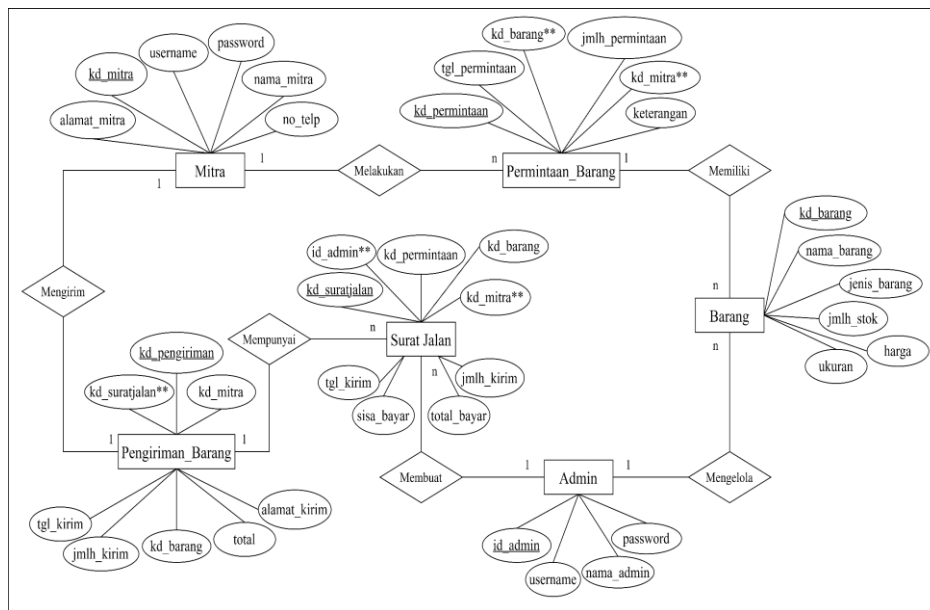 password
username
kd_mitra
nama_mitra
alamat_mitra
no_telp
Mitra
1
1
1
Melakukan
kd_barang**
jmlh_permintaan
tgl_permintaan
kd_mitra**
kd_permintaan
keterangan
n
Permintaan_Barang
1
Memiliki
kd_barang
nama_barang
jenis_barang
jmlh_stok
harga
ukuran
n
Barang
n
Mengirim
id_admin**
kd_permintaan
kd_barang
kd_suratjalan
kd_mitra**
Mempunyai
n
Surat Jalan
n
tgl_kirim
jmlh_kirim
sisa_bayar
total_bayar
kd_pengiriman
kd_suratjalan**
kd_mitra
1
Pengiriman_Barang
1
tgl_kirim
jmlh_kirim
kd_barang
total
alamat_kirim
Membuat
1
Admin
1
Mengelola
id_admin
username
nama_admin
password